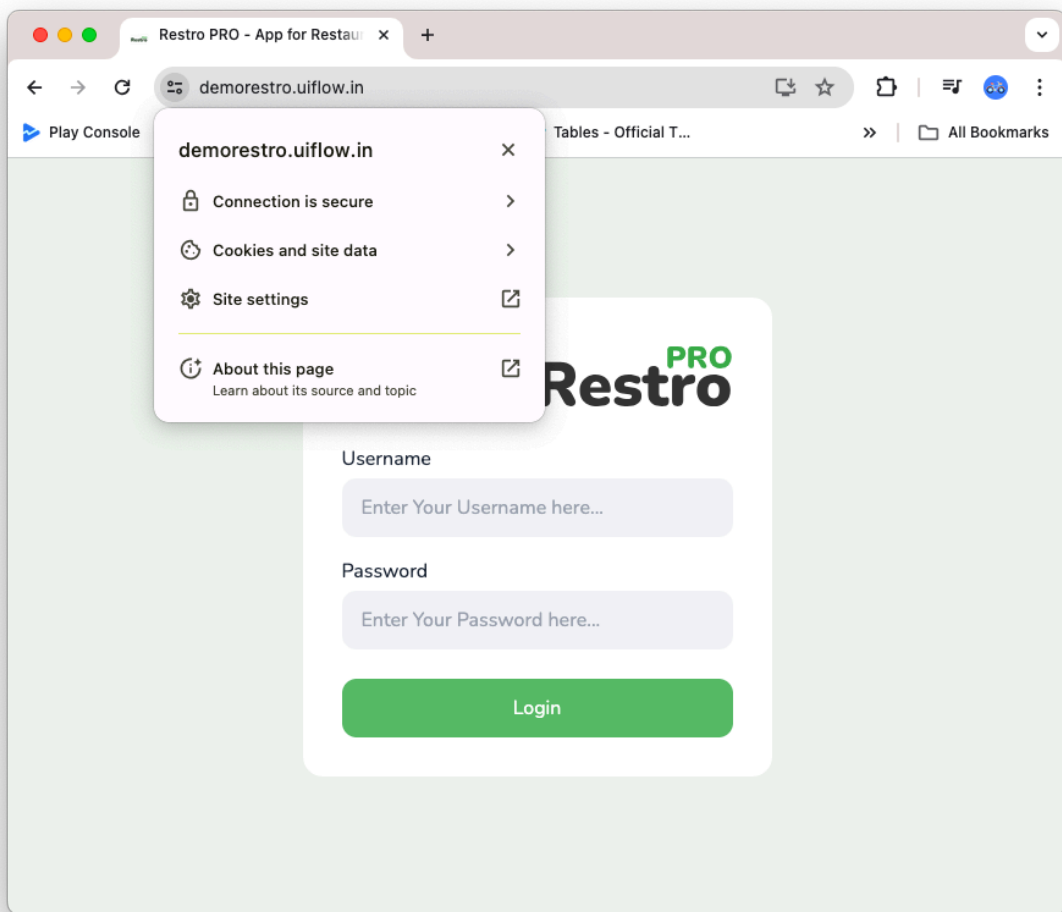 Restro PRO - App for Restau
demorestro.uiflow.in
Play Console
Tables - Official T...
All Bookmarks
demorestro.uiflow.in
Connection is secure
Cookies and site data
Site settings
About this page
Learn about its source and topic
PRO
Restro
Username
Enter Your Username here...
Password
Enter Your Password here...
Login